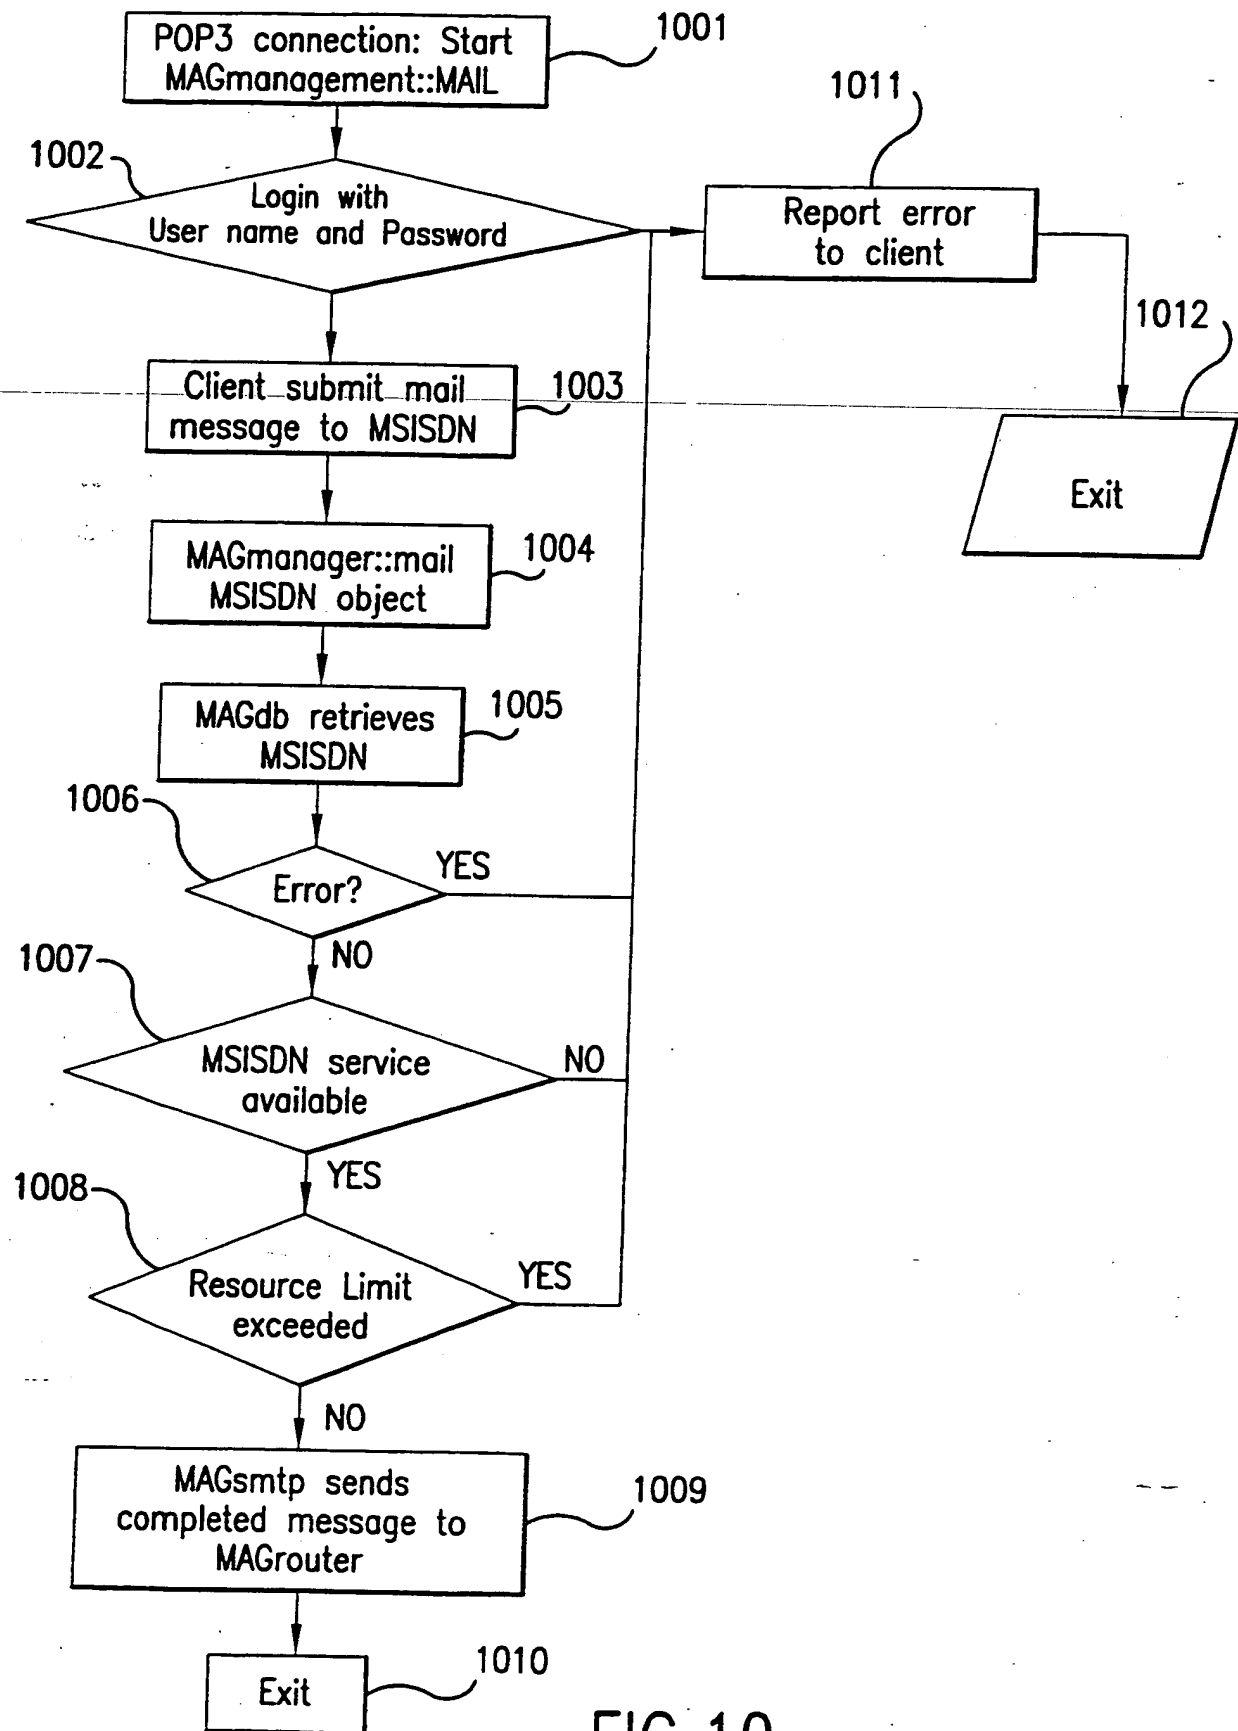 POP3 connection: Start
MAGmanagement::MAIL
1001
1011
1002
Login with
User name and Password
Report error
to client
1012
Client submit mail
message to MSISDN
1003
Exit
MAGmanager::mail
MSISDN object
1004
MAGdb retrieves
MSISDN
1005
1006
Error?
YES
NO
1007
MSISDN service
available
NO
YES
1008
Resource Limit
exceeded
YES
NO
MAGsmtp sends
completed message to
MAGrouter
1009
Exit
1010
FIG.10